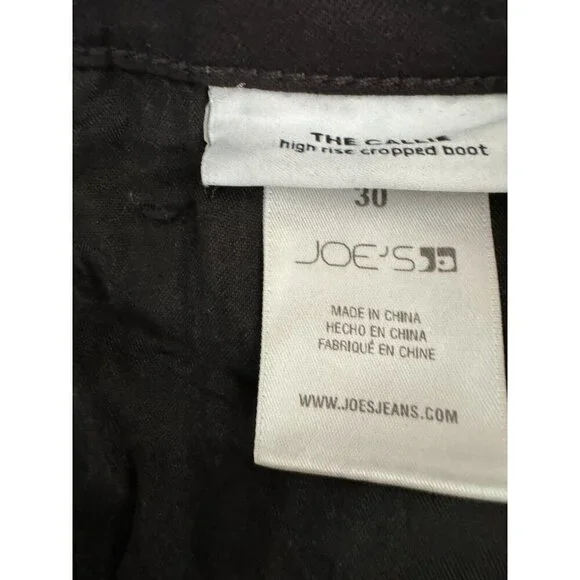 THE CALLIE
high rise cropped boot
30
JOE'S
MADE IN CHINA
HECHO EN CHINA
FABRIQUÉ EN CHINE
WWW.JOESJEANS.COM